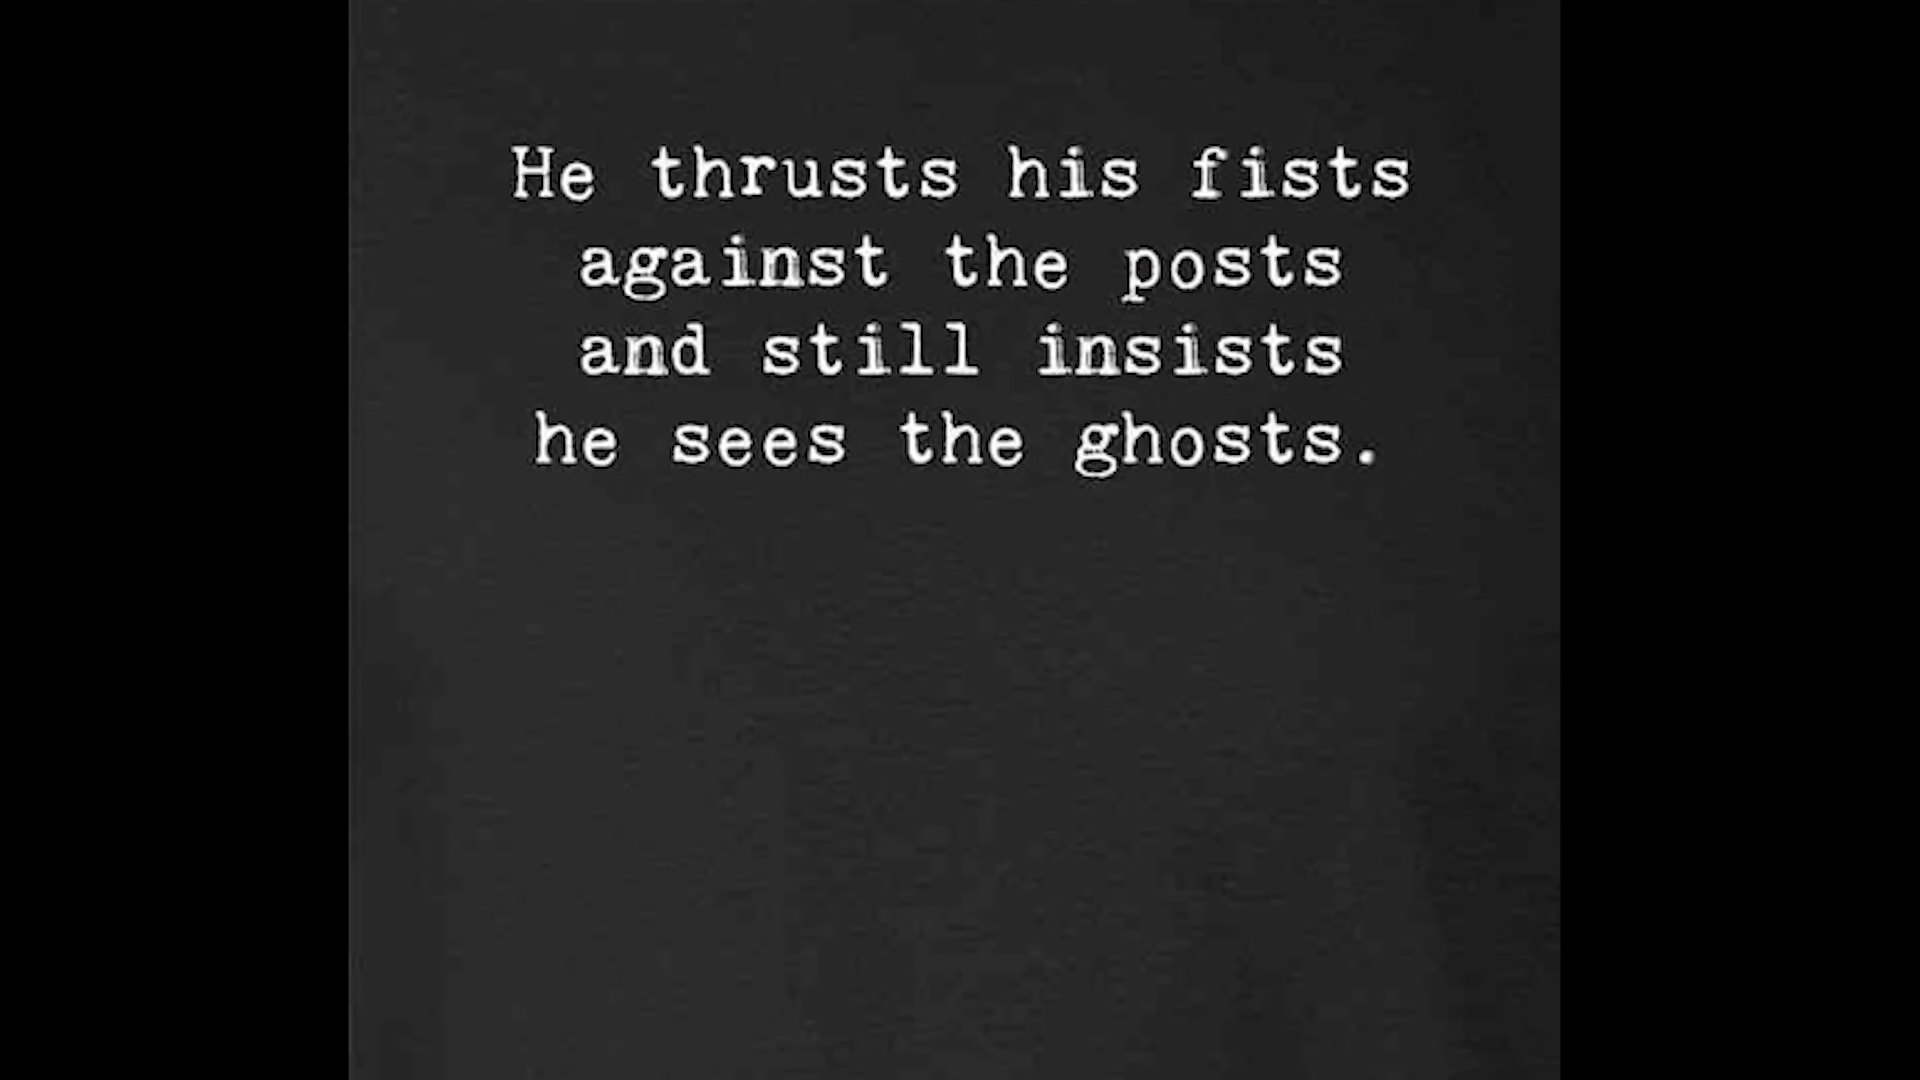 He thrusts his fists
against the posts
and still insists
he sees the ghosts.